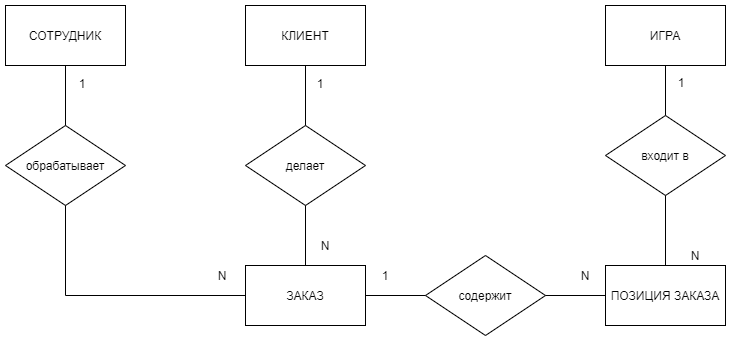 СОТРУДНИК
КЛИЕНТ
ИГРА
1
1
1
обрабатывает
делает
входит в
N
N
N
1
N
ЗАКАЗ
содержит
ПОЗИЦИЯ ЗАКАЗА